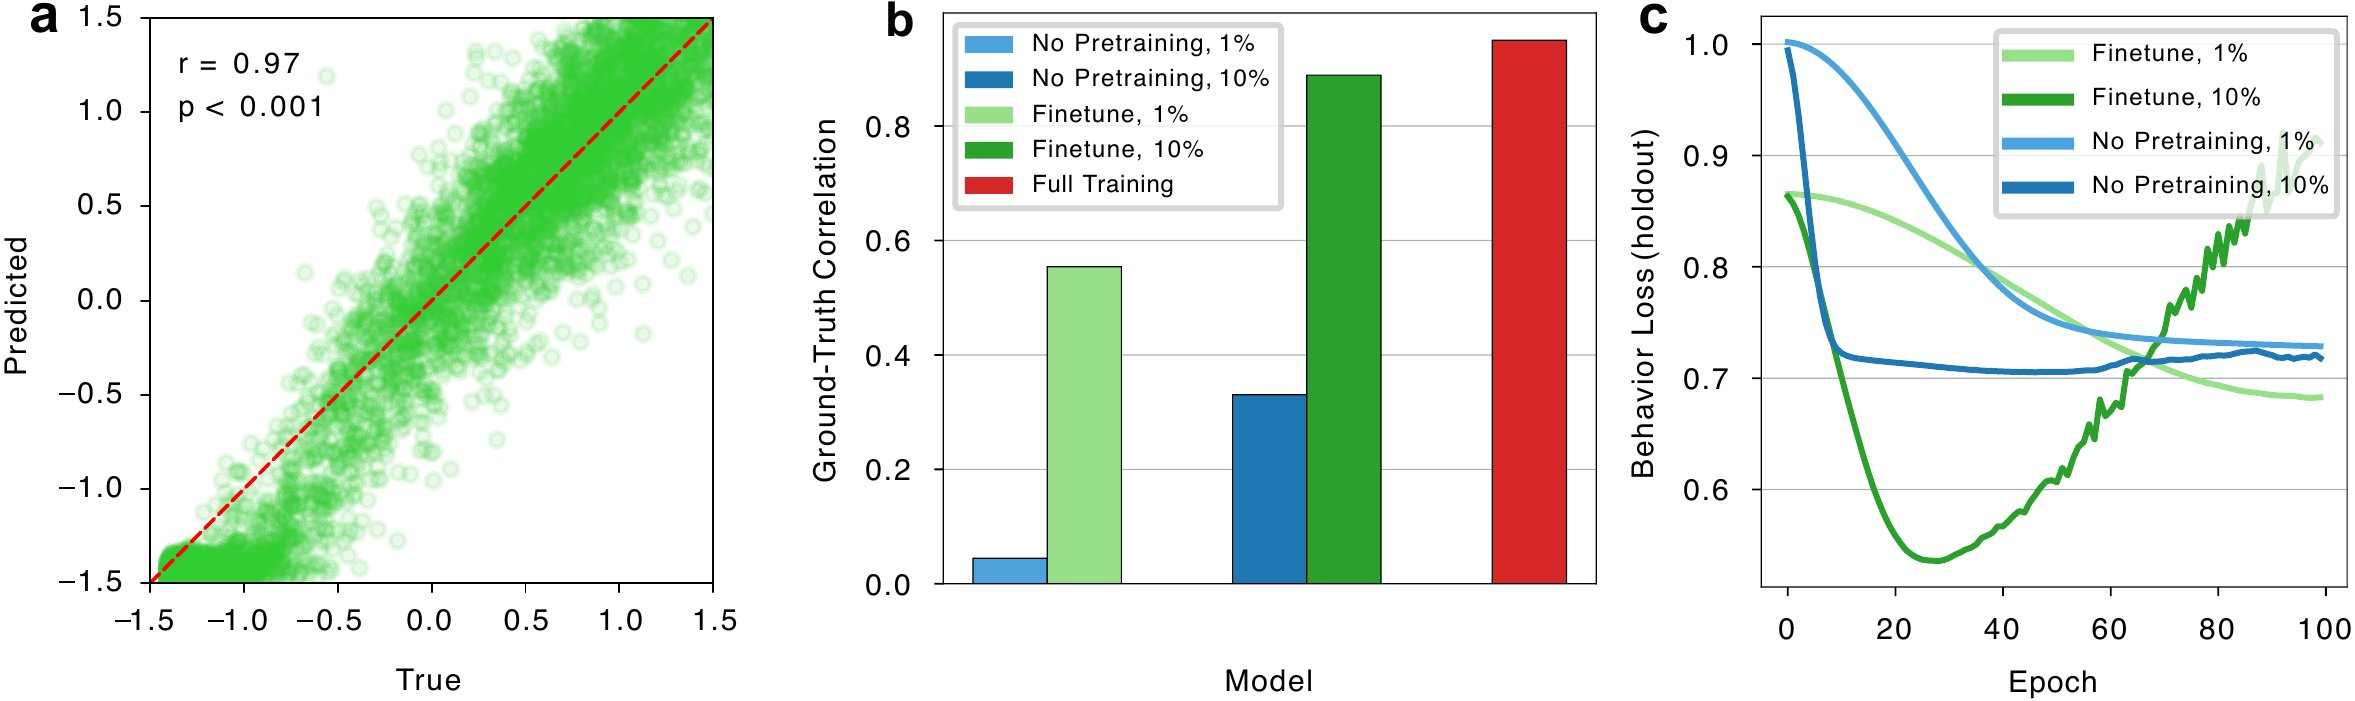 a
r = 0.97
p < 0.001
1.5
1.0
0.5
0.0
−0.5
−1.0
−1.5
−1.5 −1.0 −0.5 0.0 0.5 1.0 1.5
Predicted
True
b
No Pretraining, 1%
No Pretraining, 10%
Finetune, 1%
Finetune, 10%
Full Training
0.8
0.6
0.4
0.2
0.0
Ground-Truth Correlation
Model
c
Finetune, 1%
Finetune, 10%
No Pretraining, 1%
No Pretraining, 10%
1.0
0.9
0.8
0.7
0.6
0 20 40 60 80 100
Behavior Loss (holdout)
Epoch